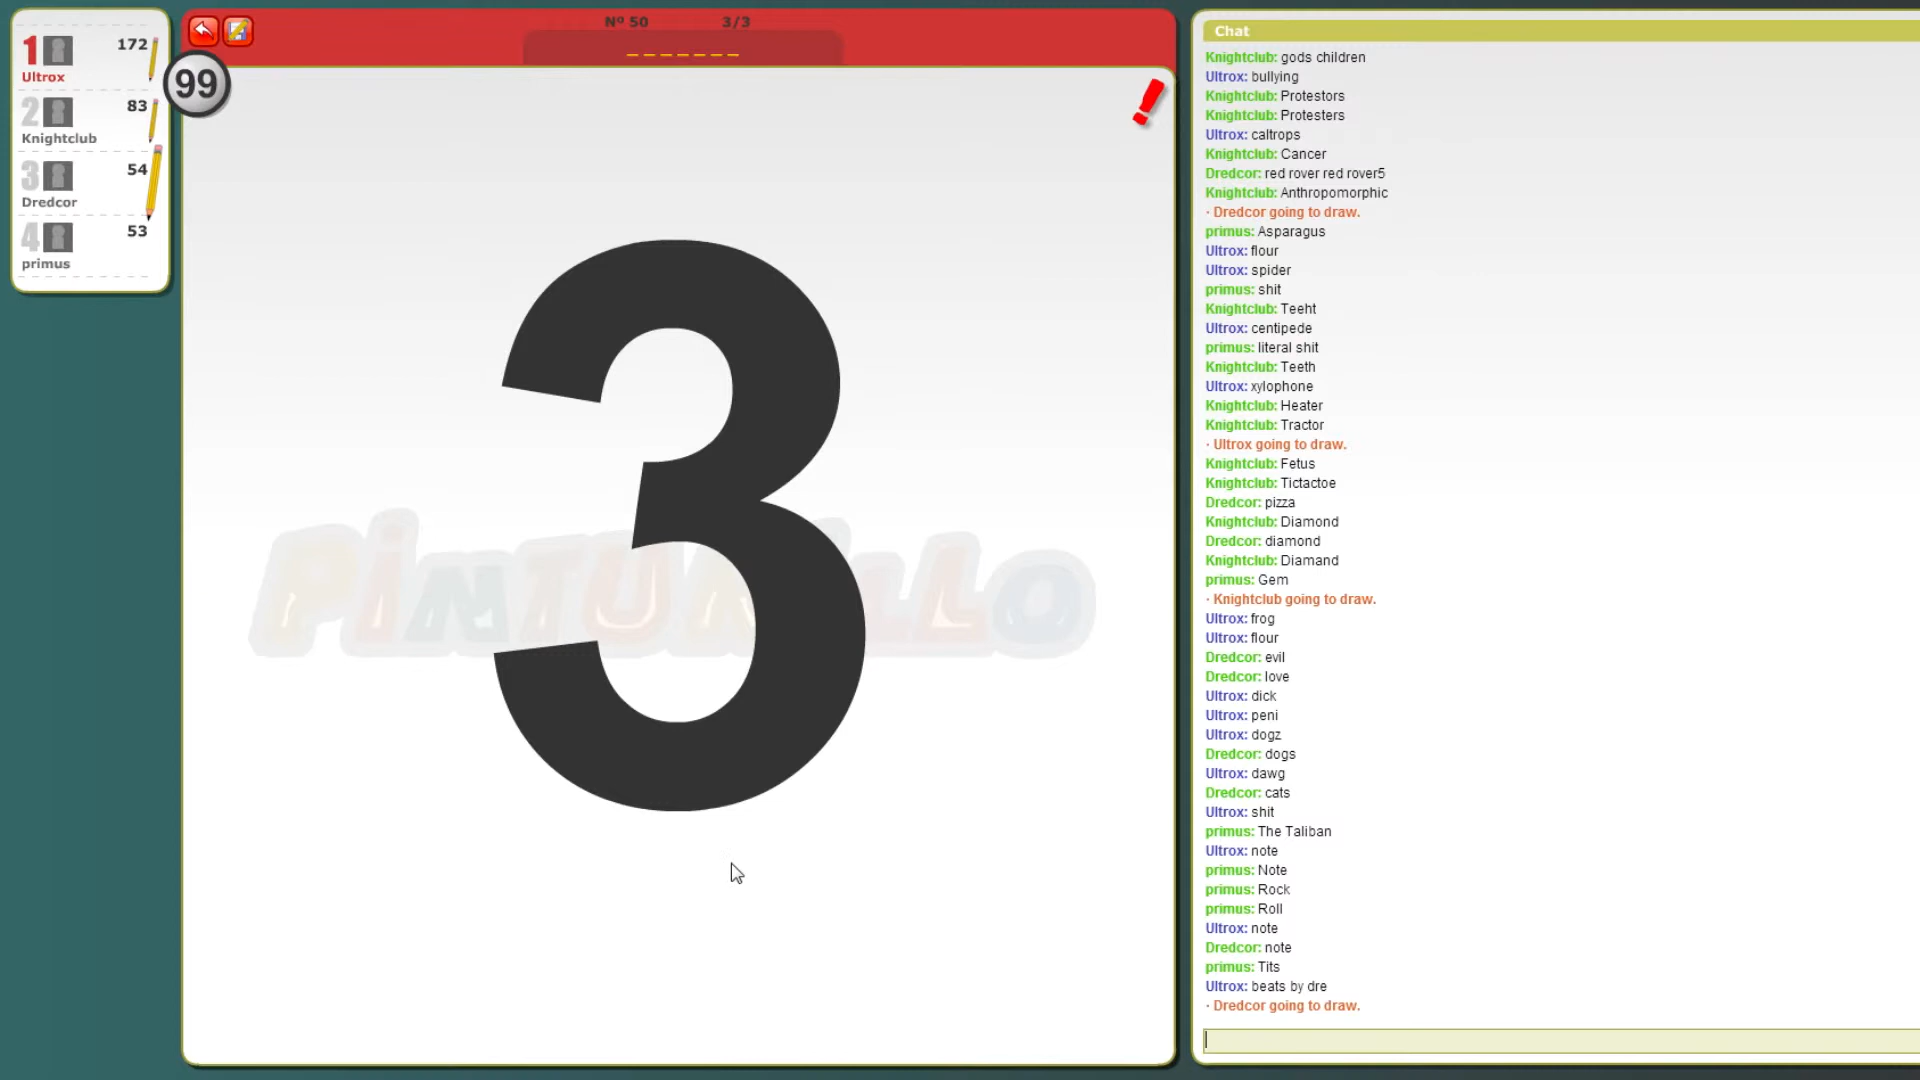 Nº 50 3/3
_ _ _ _ _ _ _
99
1 172
Ultrox
2 83
Knightclub
3 54
Dredcor
4 53
primus
!
3
PINTURILLO
Chat
Knightclub: gods children
Ultrox: bullying
Knightclub: Protestors
Knightclub: Protesters
Ultrox: caltrops
Knightclub: Cancer
Dredcor: red rover red rover5
Knightclub: Anthropomorphic
· Dredcor going to draw.
primus: Asparagus
Ultrox: flour
Ultrox: spider
primus: shit
Knightclub: Teeht
Ultrox: centipede
primus: literal shit
Knightclub: Teeth
Ultrox: xylophone
Knightclub: Heater
Knightclub: Tractor
· Ultrox going to draw.
Knightclub: Fetus
Knightclub: Tictactoe
Dredcor: pizza
Knightclub: Diamond
Dredcor: diamond
Knightclub: Diamand
primus: Gem
· Knightclub going to draw.
Ultrox: frog
Ultrox: flour
Dredcor: evil
Dredcor: love
Ultrox: dick
Ultrox: peni
Ultrox: dogz
Dredcor: dogs
Ultrox: dawg
Dredcor: cats
Ultrox: shit
primus: The Taliban
Ultrox: note
primus: Note
primus: Rock
primus: Roll
Ultrox: note
Dredcor: note
primus: Tits
Ultrox: beats by dre
· Dredcor going to draw.